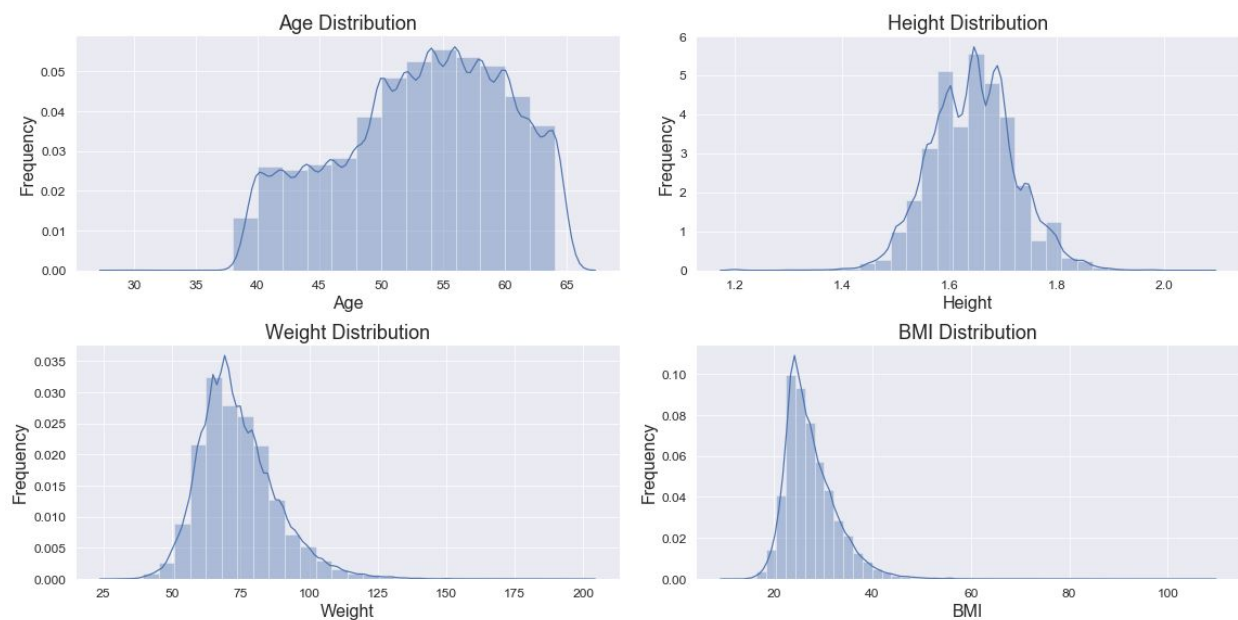 Age Distribution
Frequency
0.05
0.04
0.03
0.02
0.01
0.00
30 35 40 45 50 55 60 65
Age
Height Distribution
Frequency
6
5
4
3
2
1
0
1.2 1.4 1.6 1.8 2.0
Height
Weight Distribution
Frequency
0.035
0.030
0.025
0.020
0.015
0.010
0.005
0.000
25 50 75 100 125 150 175 200
Weight
BMI Distribution
Frequency
0.10
0.08
0.06
0.04
0.02
0.00
20 40 60 80 100
BMI